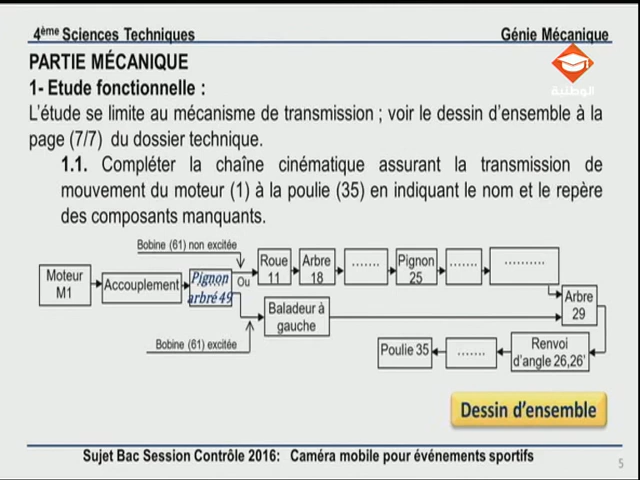 4ème Sciences Techniques Génie Mécanique
الوطنية
PARTIE MÉCANIQUE
1- Etude fonctionnelle :
L'étude se limite au mécanisme de transmission ; voir le dessin d'ensemble à la
page (7/7) du dossier technique.
1.1. Compléter la chaîne cinématique assurant la transmission de
mouvement du moteur (1) à la poulie (35) en indiquant le nom et le repère
des composants manquants.
Bobine (61) non excitée
Moteur
M1
Accouplement
Pignon
arbré 49
Ou
Roue
11
Arbre
18
.......
Pignon
25
.......
..........
Baladeur à
gauche
Arbre
29
Bobine (61) excitée
Poulie 35
.......
Renvoi
d'angle 26,26'
Dessin d'ensemble
Sujet Bac Session Contrôle 2016: Caméra mobile pour événements sportifs
5